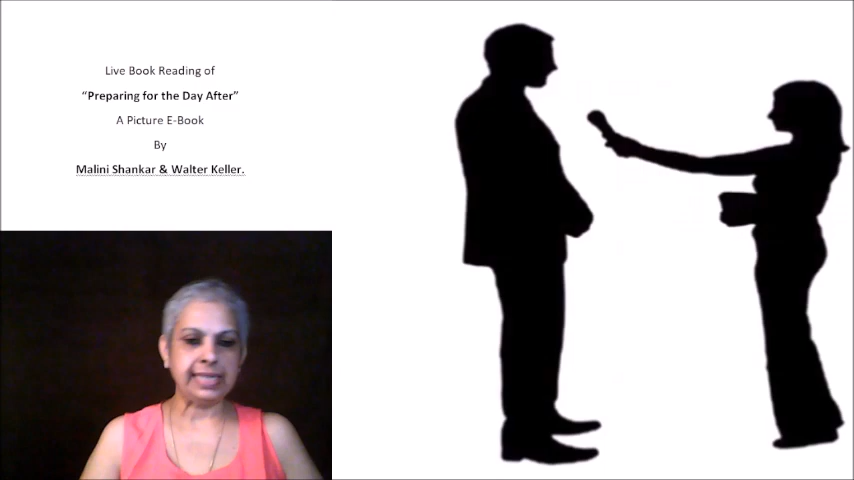 Live Book Reading of
“Preparing for the Day After”
A Picture E-Book
By
Malini Shankar & Walter Keller.